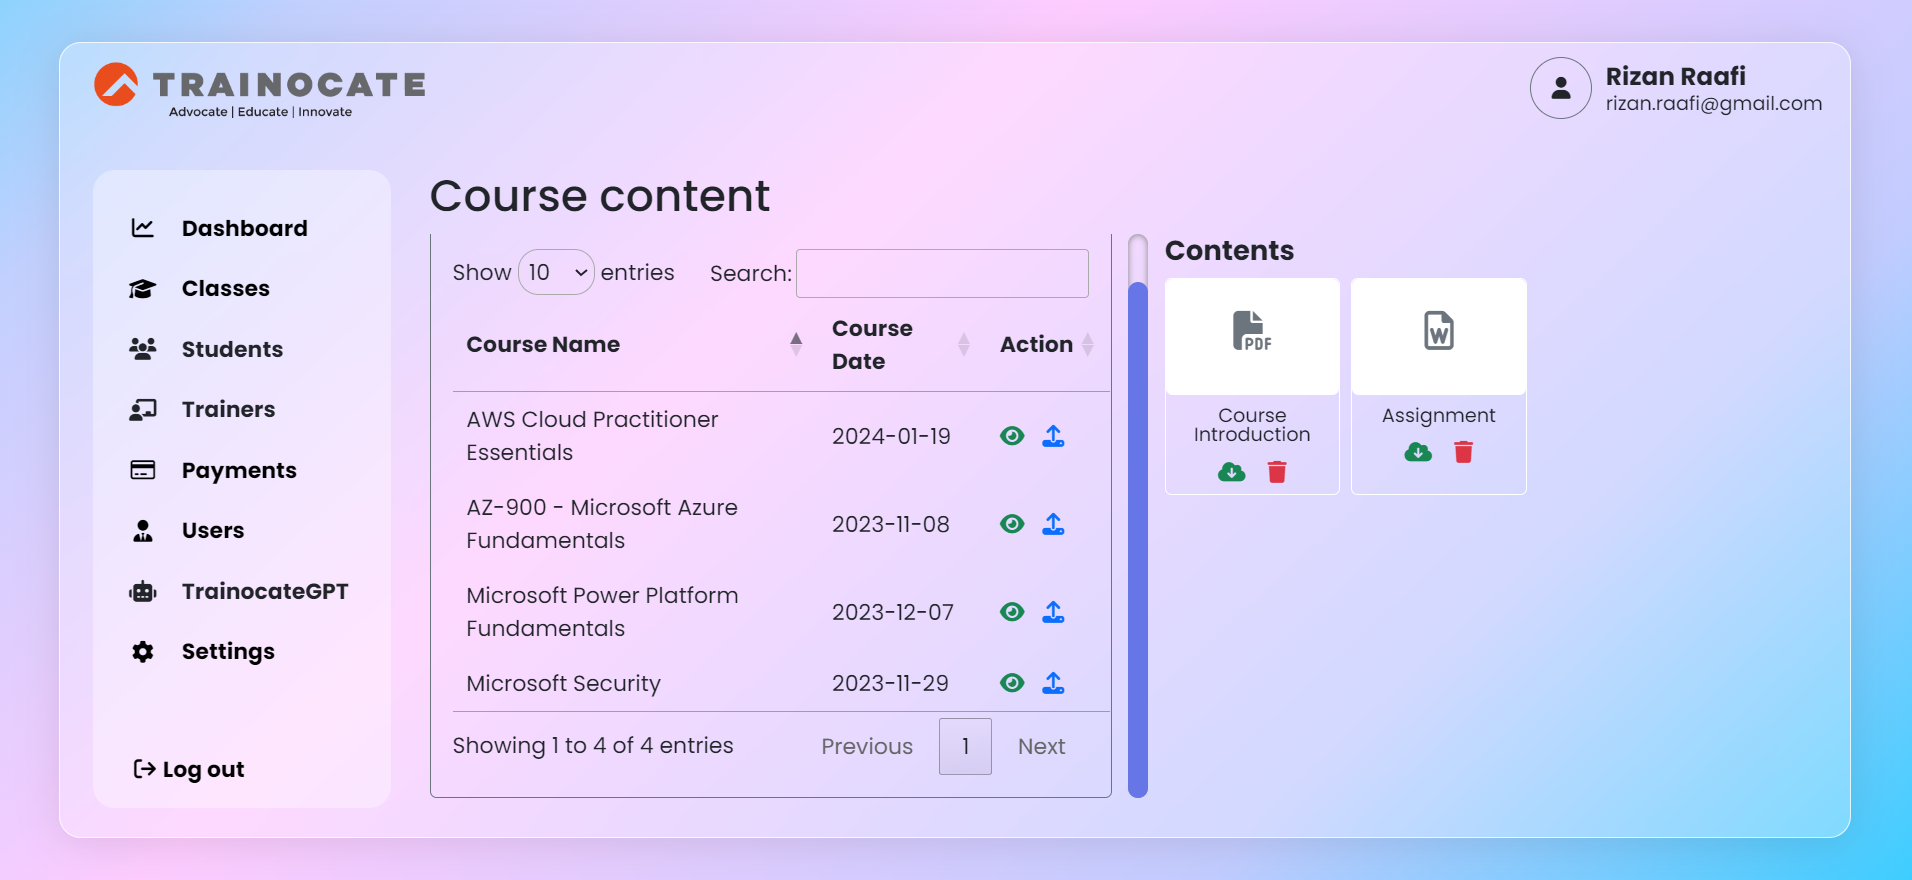 TRAINOCATE
Advocate | Educate | Innovate
Rizan Raafi
rizan.raafi@gmail.com
Dashboard
Classes
Students
Trainers
Payments
Users
TrainocateGPT
Settings
Log out
Course content
Show 10 entries Search:
Course Name Course Date Action
AWS Cloud Practitioner
Essentials
2024-01-19
AZ-900 - Microsoft Azure
Fundamentals
2023-11-08
Microsoft Power Platform
Fundamentals
2023-12-07
Microsoft Security 2023-11-29
Showing 1 to 4 of 4 entries Previous 1 Next
Contents
PDF
Course
Introduction
W
Assignment